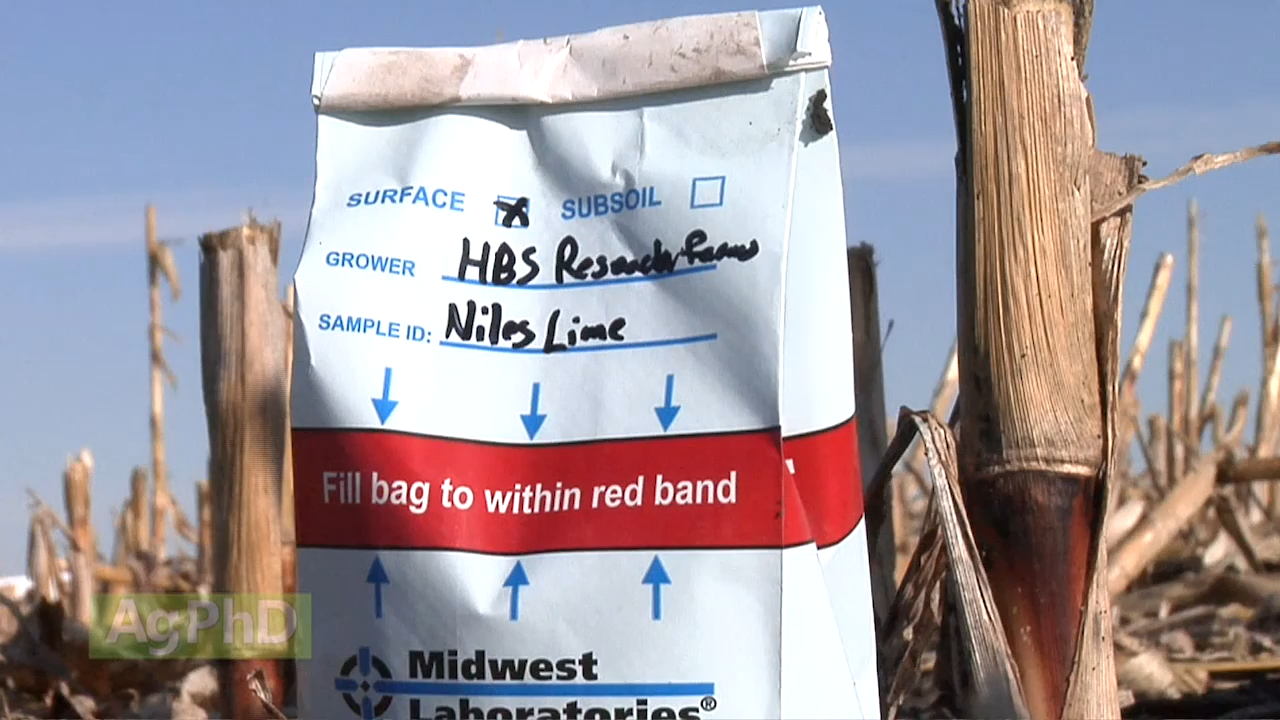 SURFACE SUBSOIL
GROWER HBS Research Farms
SAMPLE ID: Niles Lime
Fill bag to within red band
AgPhD
Midwest
Laboratories®